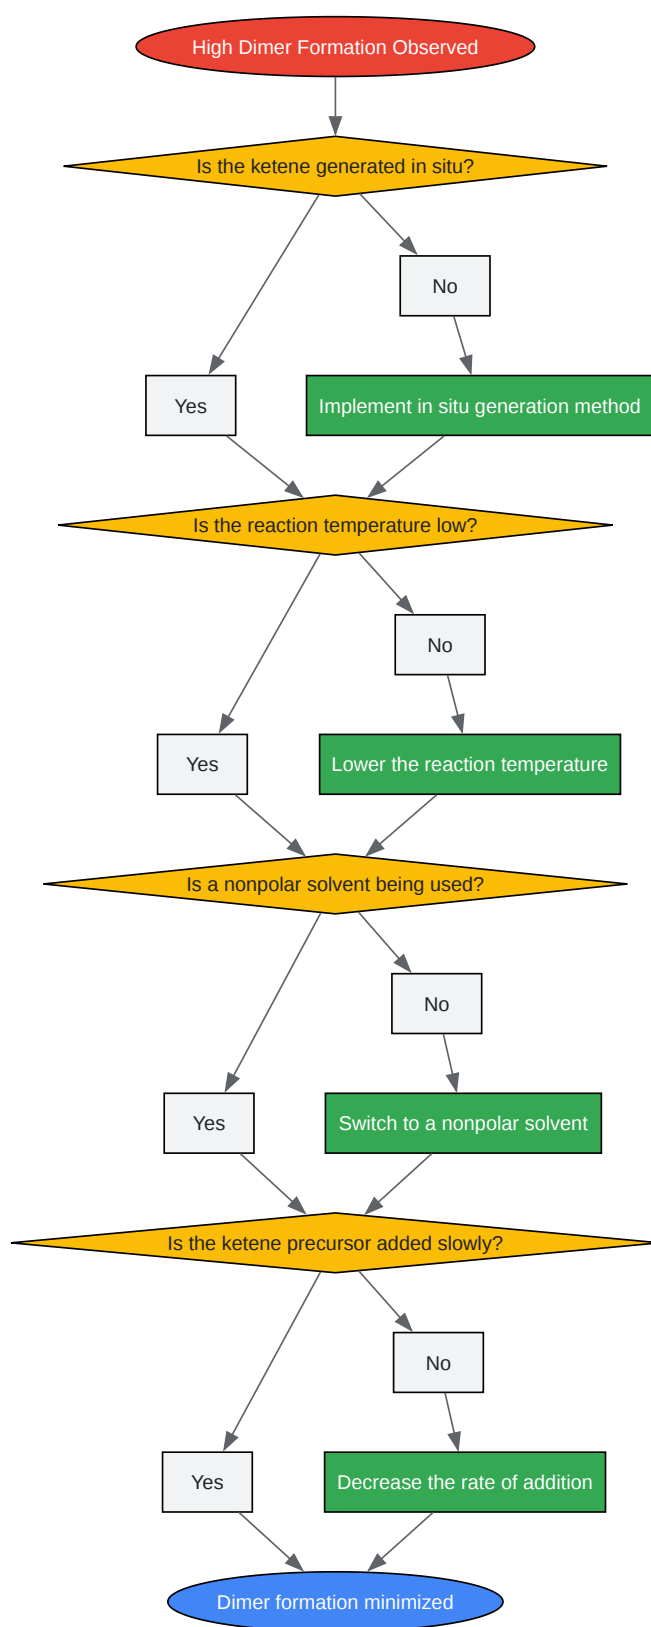 High Dimer Formation Observed
Is the ketene generated in situ?
No
Yes
Implement in situ generation method
Is the reaction temperature low?
No
Yes
Lower the reaction temperature
Is a nonpolar solvent being used?
No
Yes
Switch to a nonpolar solvent
Is the ketene precursor added slowly?
No
Yes
Decrease the rate of addition
Dimer formation minimized